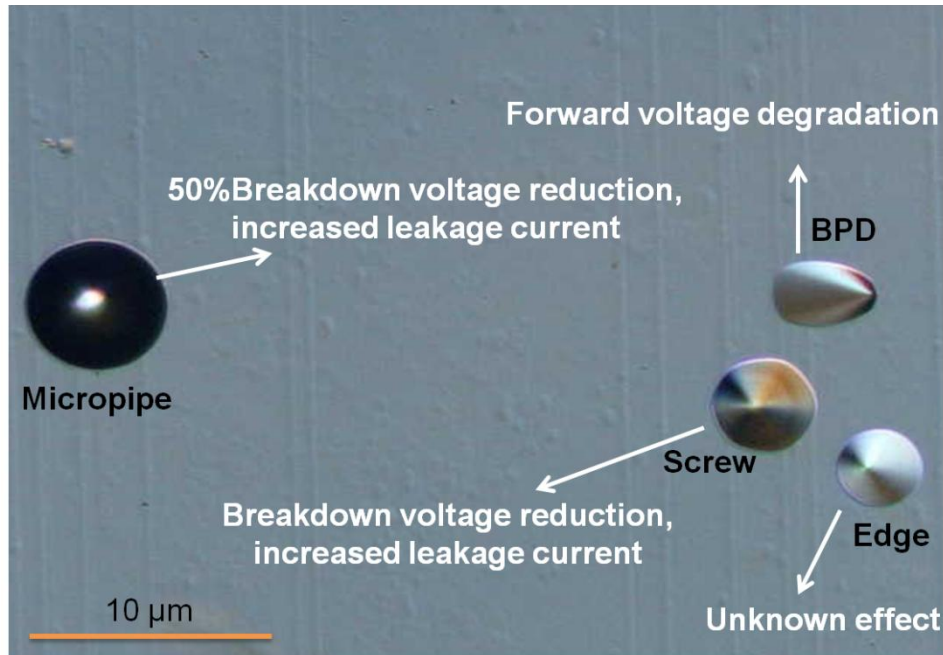 Forward voltage degradation
50%Breakdown voltage reduction,
increased leakage current
BPD
Micropipe
Screw
Breakdown voltage reduction,
increased leakage current
Edge
10 µm
Unknown effect